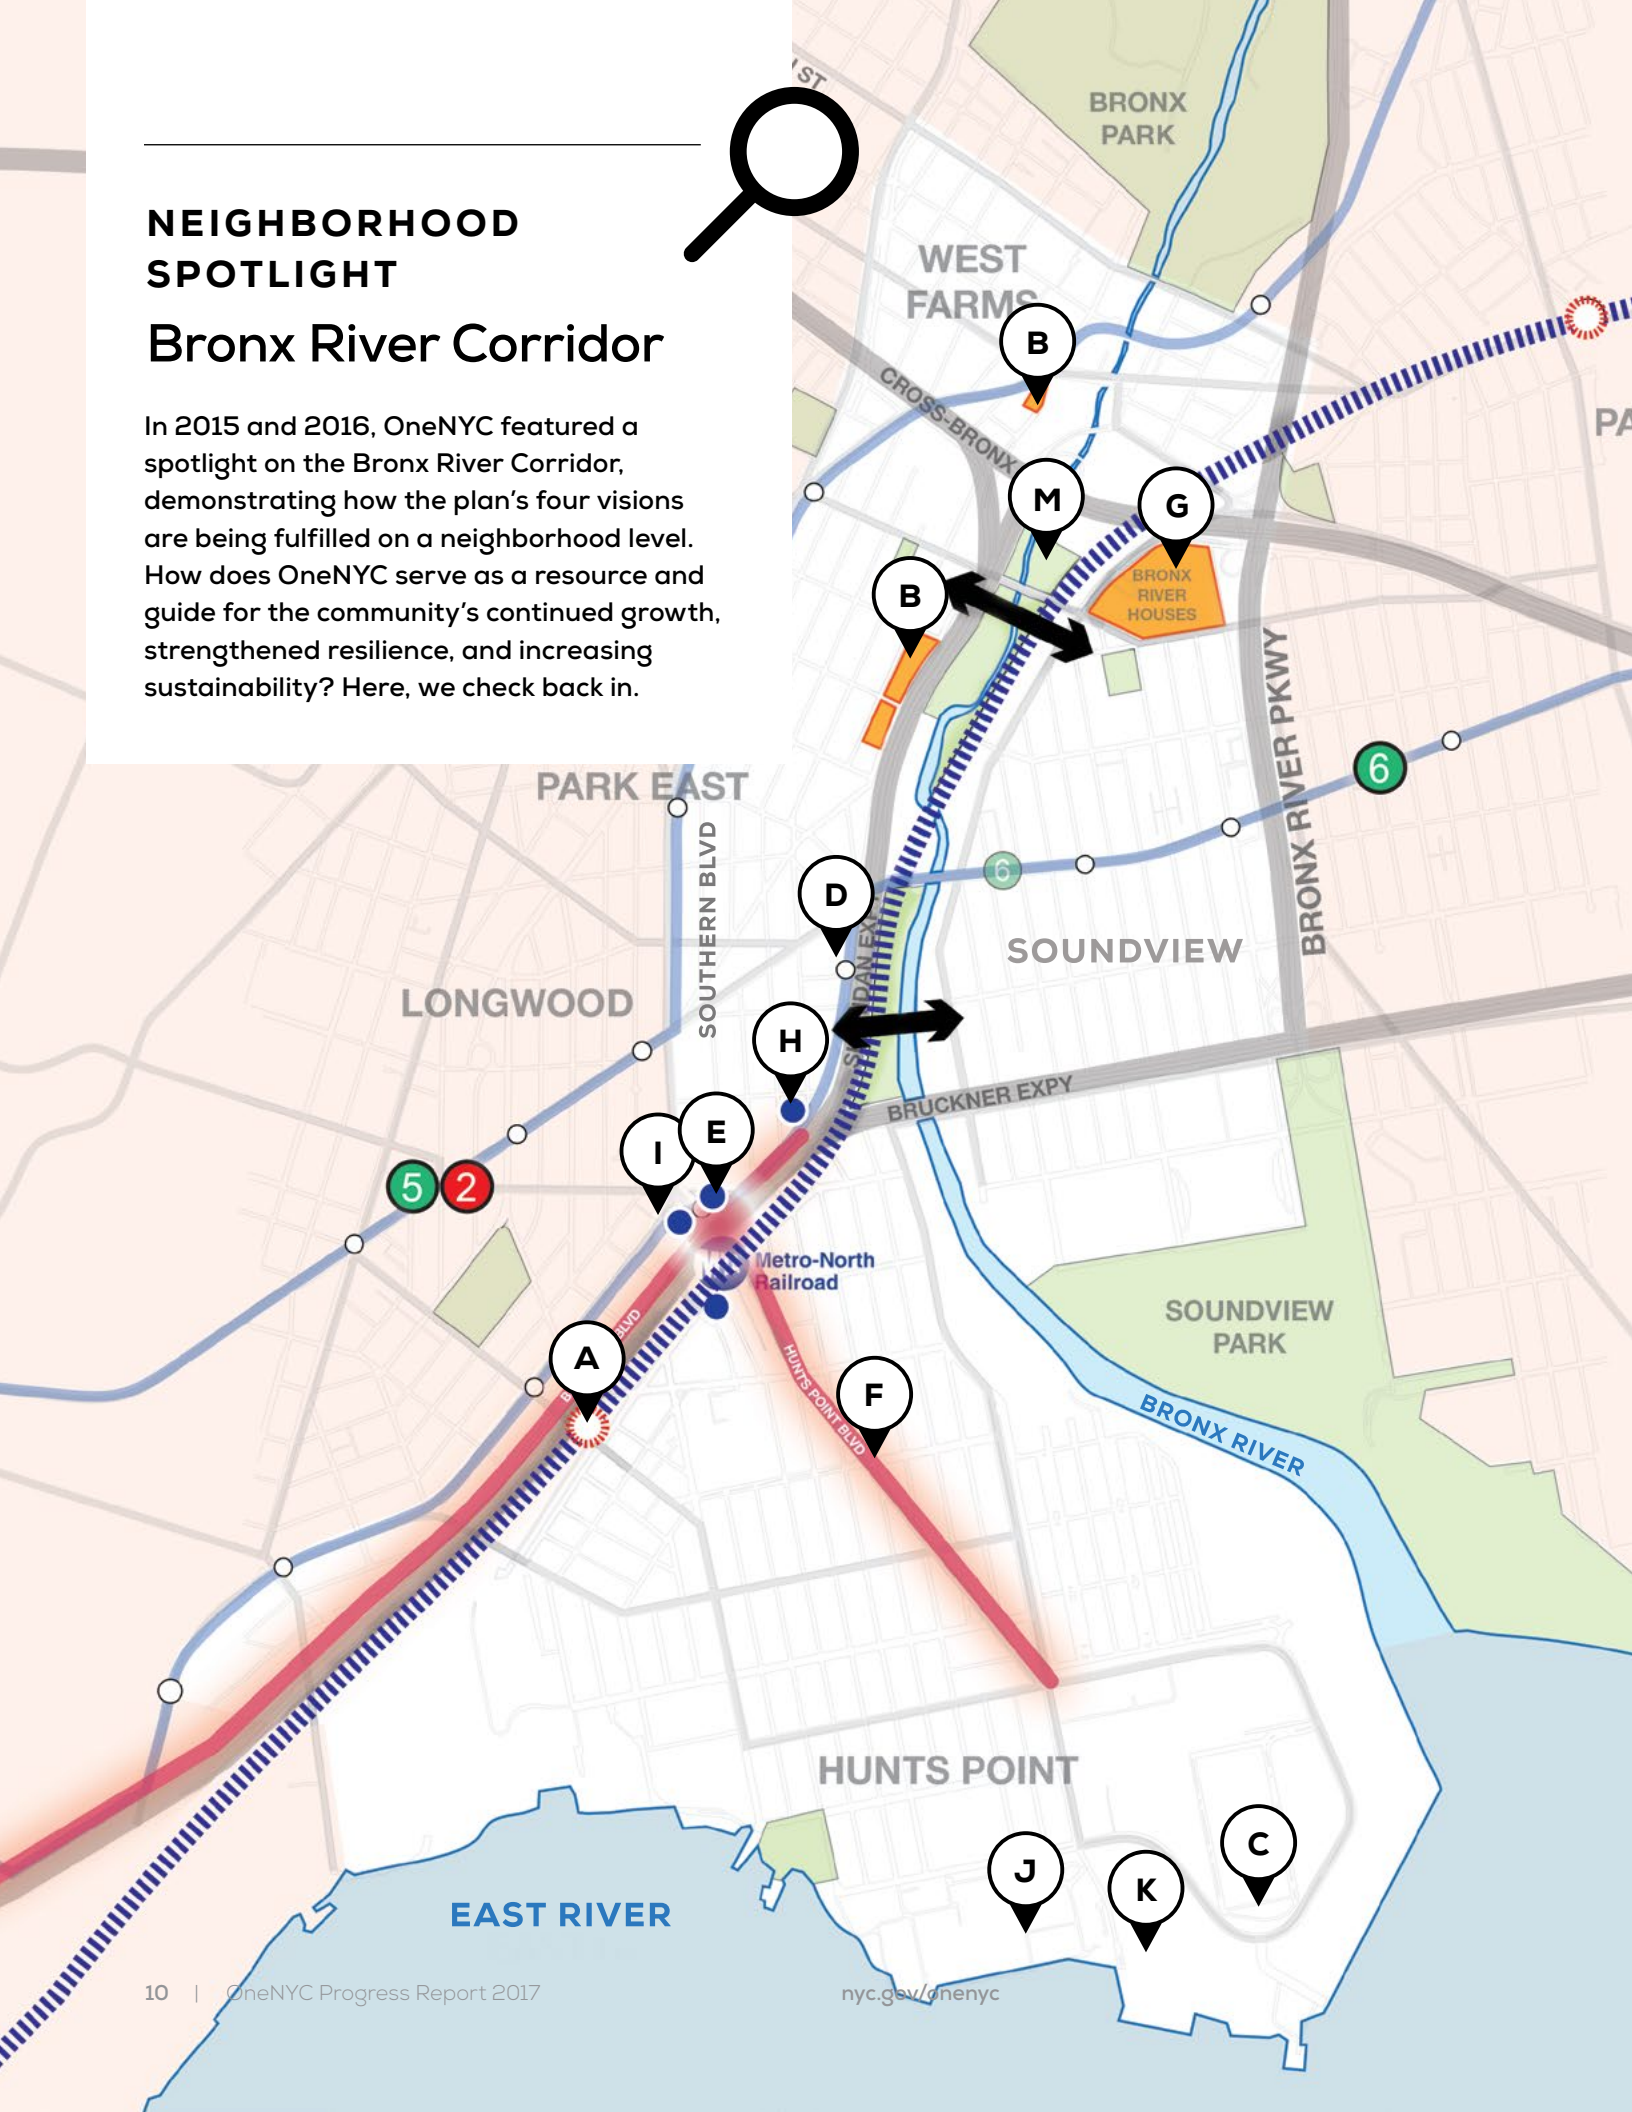 NEIGHBORHOOD
SPOTLIGHT
Bronx River Corridor
In 2015 and 2016, OneNYC featured a
spotlight on the Bronx River Corridor,
demonstrating how the plan's four visions
are being fulfilled on a neighborhood level.
How does OneNYC serve as a resource and
guide for the community's continued growth,
strengthened resilience, and increasing
sustainability? Here, we check back in.
ST
BRONX
PARK
WEST
FARMS
B
CROSS-BRONX
PA
M
G
B
BRONX
RIVER
HOUSES
BRONX RIVER PKWY
6
PARK EAST
SOUTHERN BLVD
6
D
SOUNDVIEW
LONGWOOD
H
BRUCKNER EXPY
I
E
5
2
Metro-North
Railroad
SOUNDVIEW
PARK
BLVD
A
HUNTS POINT BLVD
F
BRONX RIVER
HUNTS POINT
J
K
C
EAST RIVER
10 | OneNYC Progress Report 2017
nyc.gov/onenyc